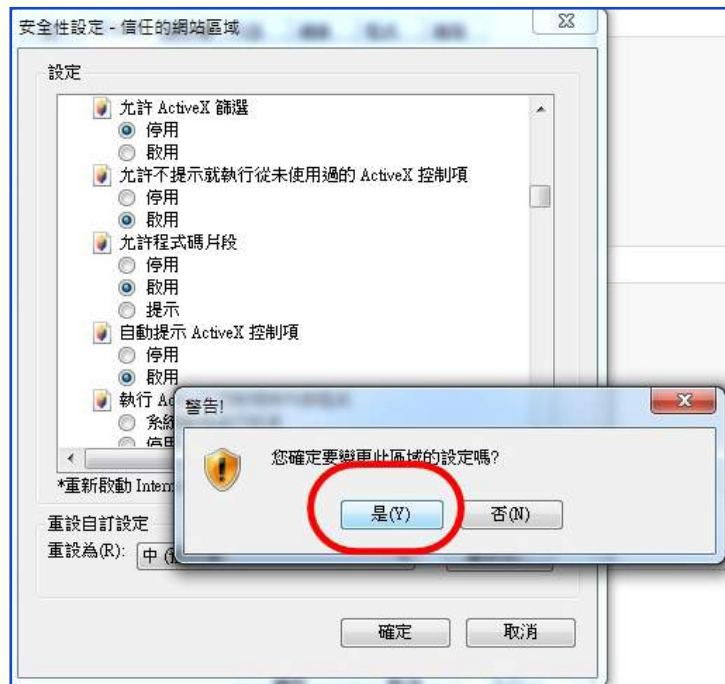 安全性設定 - 信任的網站區域
設定
允許 ActiveX 篩選
停用
啟用
允許不提示就執行從未使用過的 ActiveX 控制項
停用
啟用
允許程式碼片段
停用
啟用
提示
自動提示 ActiveX 控制項
停用
啟用
執行
停用
*重新啟動
重設自訂設定
重設為(R):
中
確定
取消
警告!
您確定要變更此區域的設定嗎?
是(Y)
否(N)